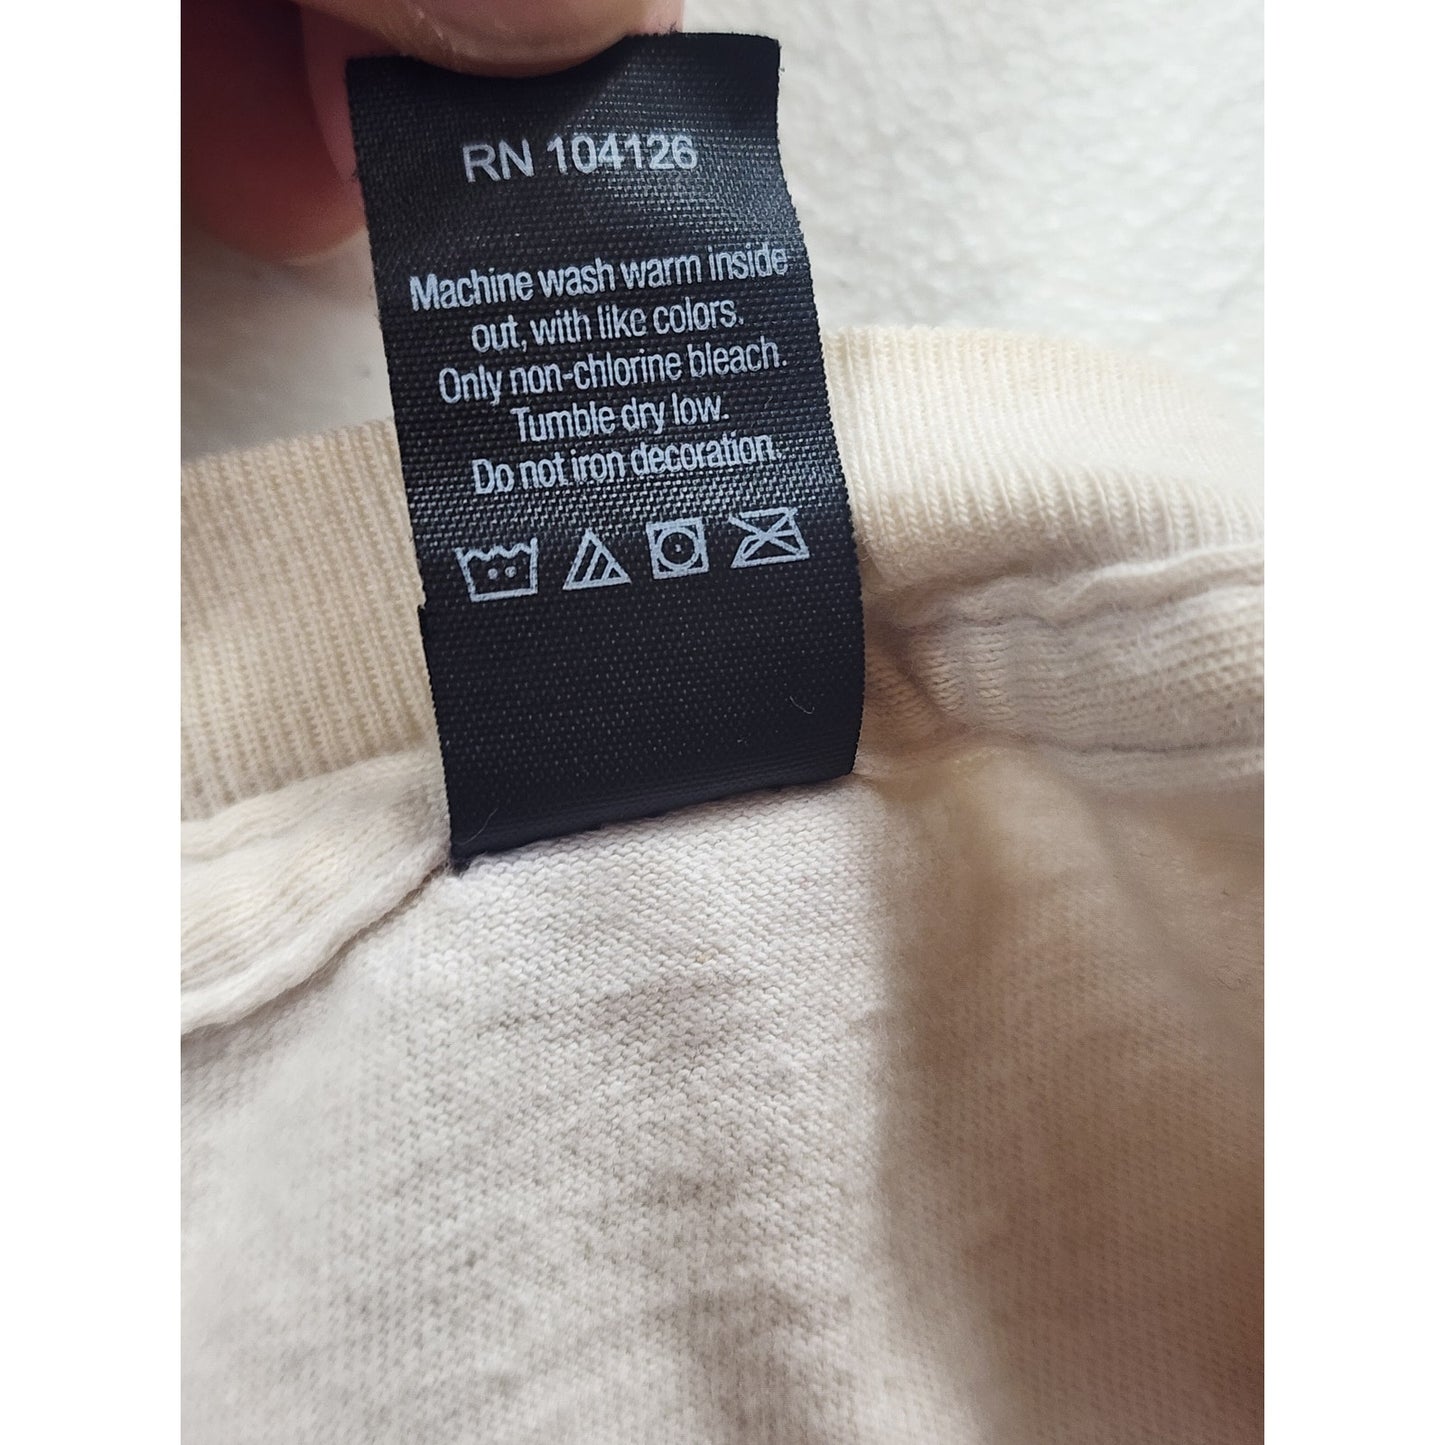 RN 104126
Machine wash warm inside
out, with like colors.
Only non-chlorine bleach.
Tumble dry low.
Do not iron decoration.